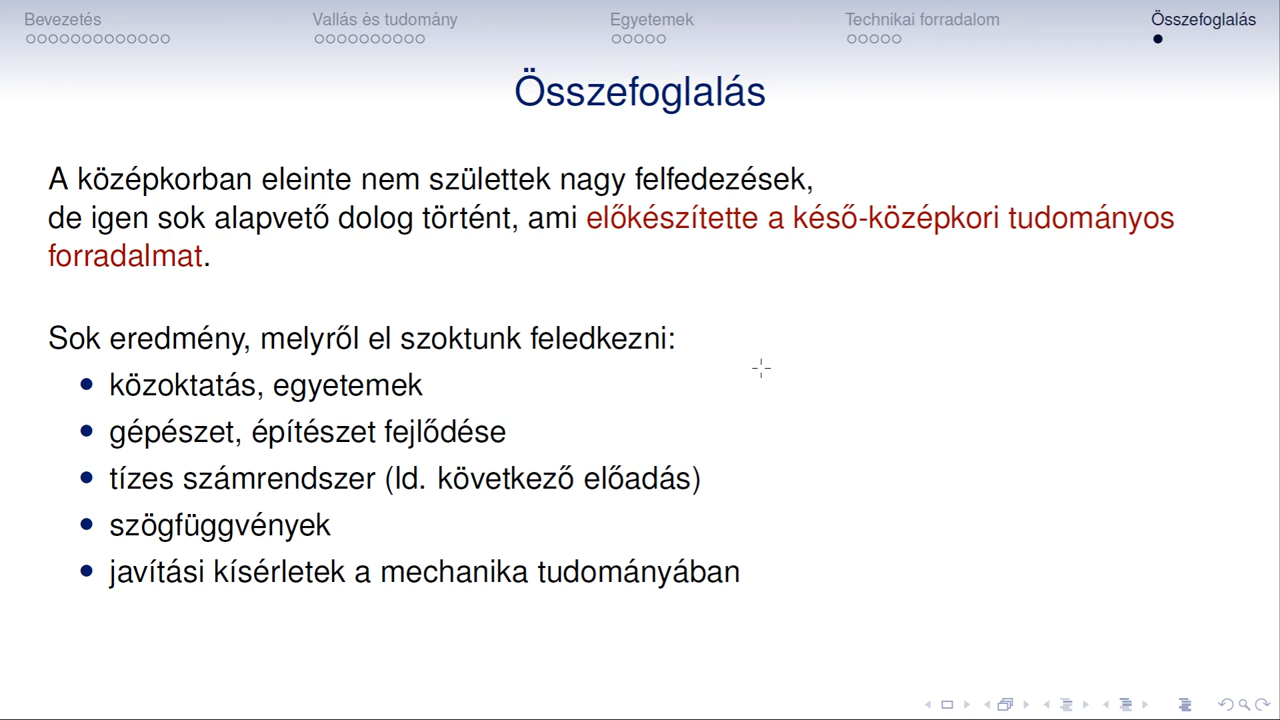 Bevezetés
Vallás és tudomány
Egyetemek
Technikai forradalom
Összefoglalás
Összefoglalás
A középkorban eleinte nem születtek nagy felfedezések,
de igen sok alapvető dolog történt, ami előkészítette a késő-középkori tudományos
forradalmat.
Sok eredmény, melyről el szoktunk feledkezni:
• közoktatás, egyetemek
• gépészet, építészet fejlődése
• tízes számrendszer (ld. következő előadás)
• szögfüggvények
• javítási kísérletek a mechanika tudományában